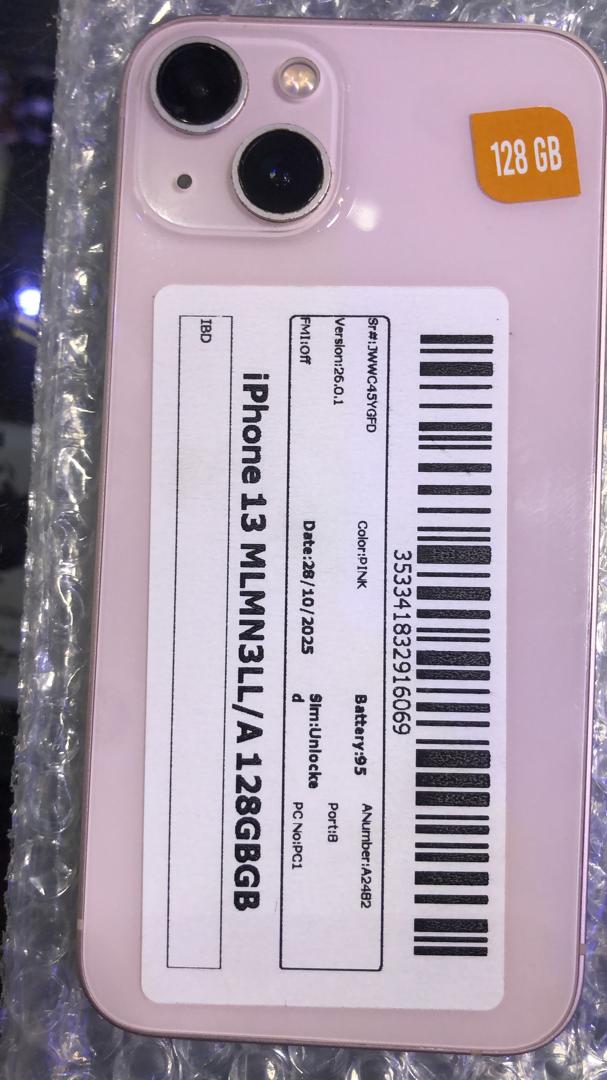 128 GB
353341832916069
Sr#:JWWC45YGFD Color:PINK Battery:95 ANumber:A2482
Version:26.0.1 Port:8
FMI:Off Date:28/10/2025 Sim:Unlocke
d PC No:PC1
iPhone 13 MLMN3LL/A 128GBGB
IBD